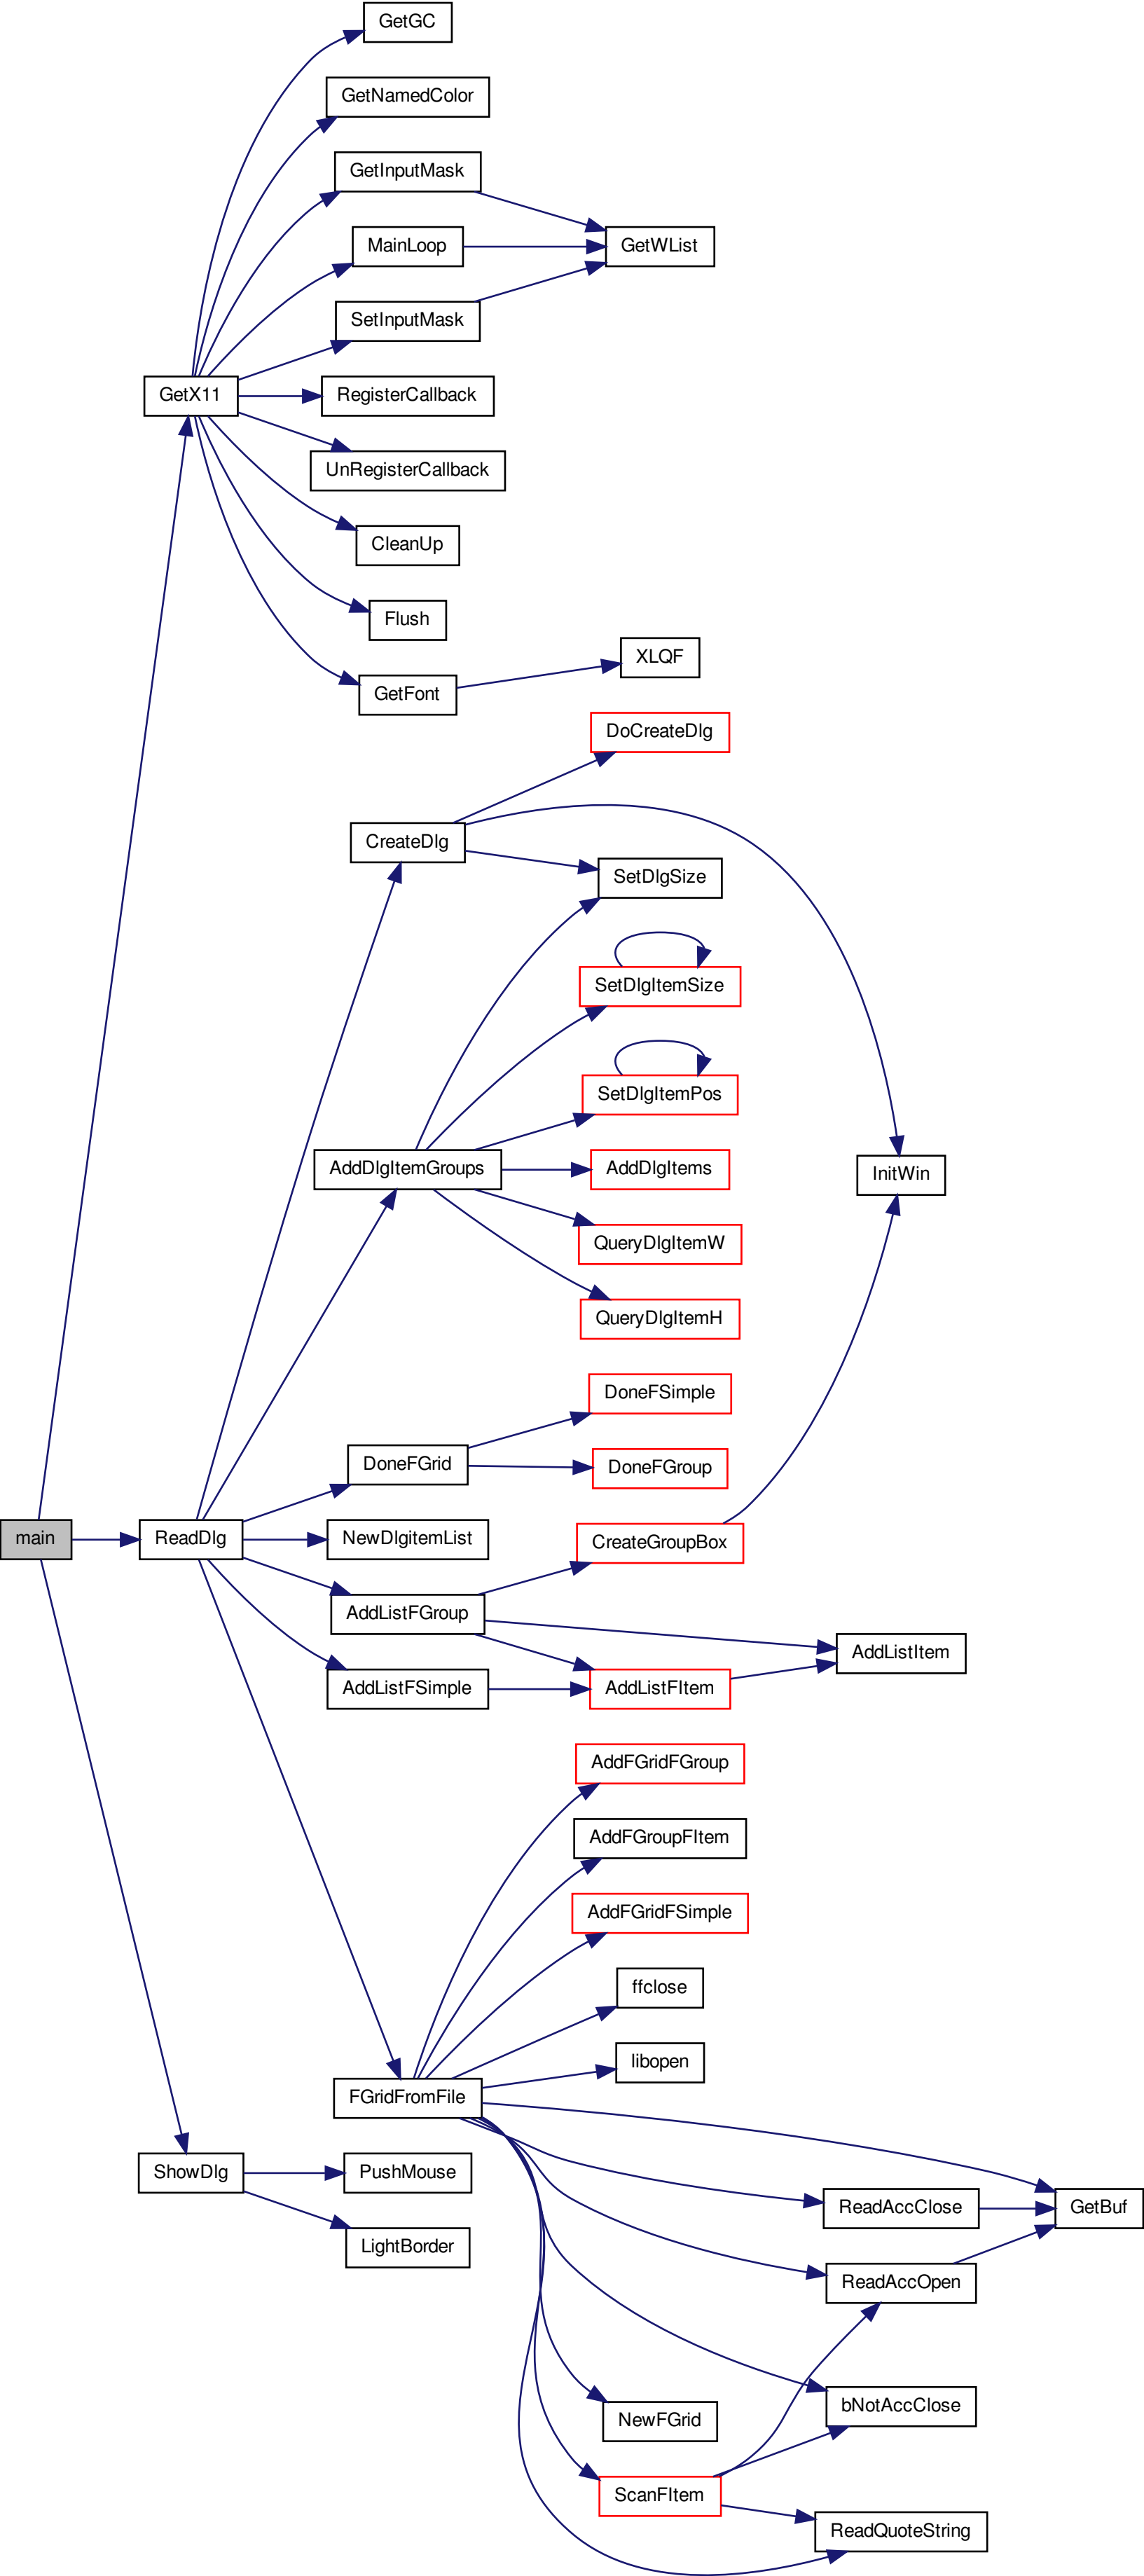 GetGC
GetNamedColor
GetInputMask
MainLoop
GetWList
SetInputMask
GetX11
RegisterCallback
UnRegisterCallback
CleanUp
Flush
XLQF
GetFont
DoCreateDlg
CreateDlg
SetDlgSize
SetDlgItemSize
SetDlgItemPos
AddDlgItemGroups
AddDlgItems
InitWin
QueryDlgItemW
QueryDlgItemH
DoneFSimple
DoneFGrid
DoneFGroup
main
ReadDlg
NewDlgitemList
CreateGroupBox
AddListFGroup
AddListItem
AddListFSimple
AddListFItem
AddFGridFGroup
AddFGroupFItem
AddFGridFSimple
ffclose
libopen
FGridFromFile
ShowDlg
PushMouse
ReadAccClose
GetBuf
LightBorder
ReadAccOpen
bNotAccClose
NewFGrid
ScanFItem
ReadQuoteString